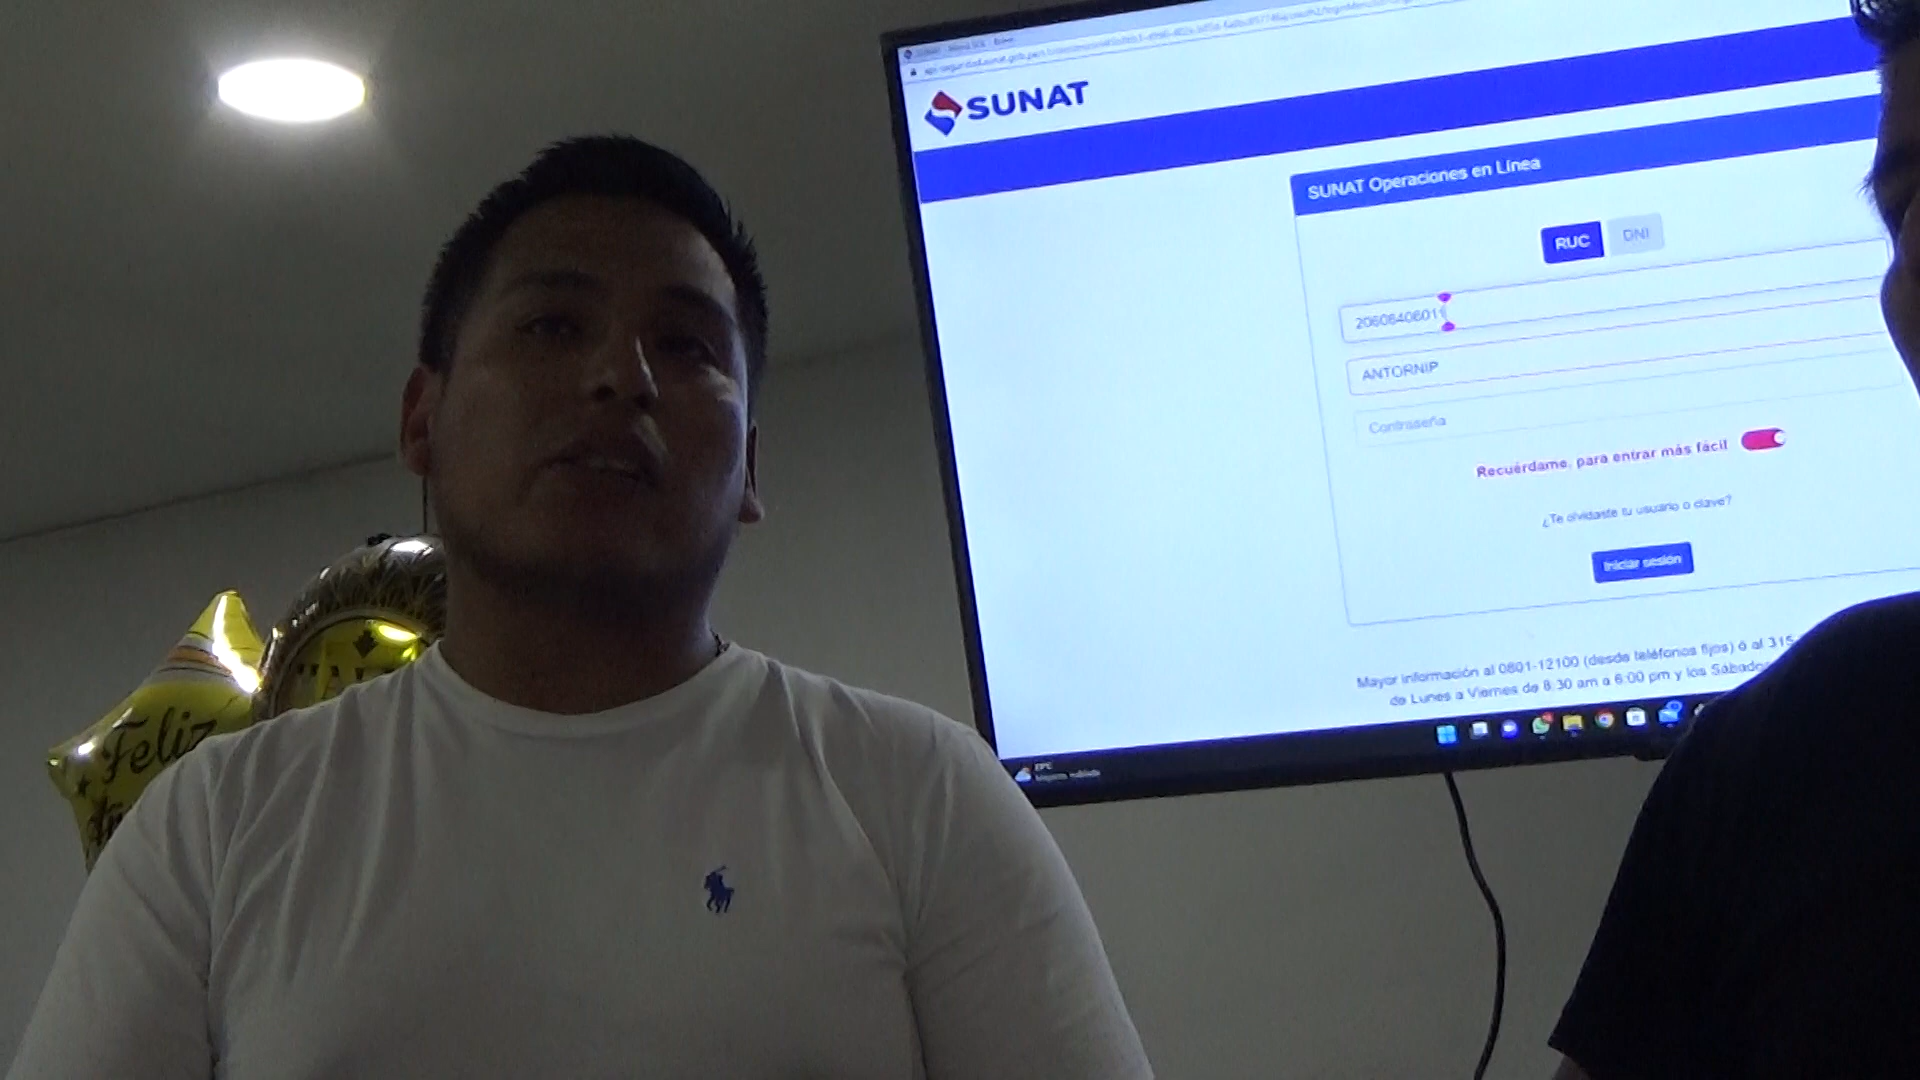 SUNAT
SUNAT Operaciones en Línea
RUC DNI
20606406011
ANTORNIP
Contraseña
Recuérdame, para entrar más fácil
¿Te olvidaste tu usuario o clave?
Iniciar sesión
Mayor información al 0801-12100 (desde teléfonos fijos) ó al 315-
de Lunes a Viernes de 8:30 am a 6:00 pm y los Sábados
Feliz